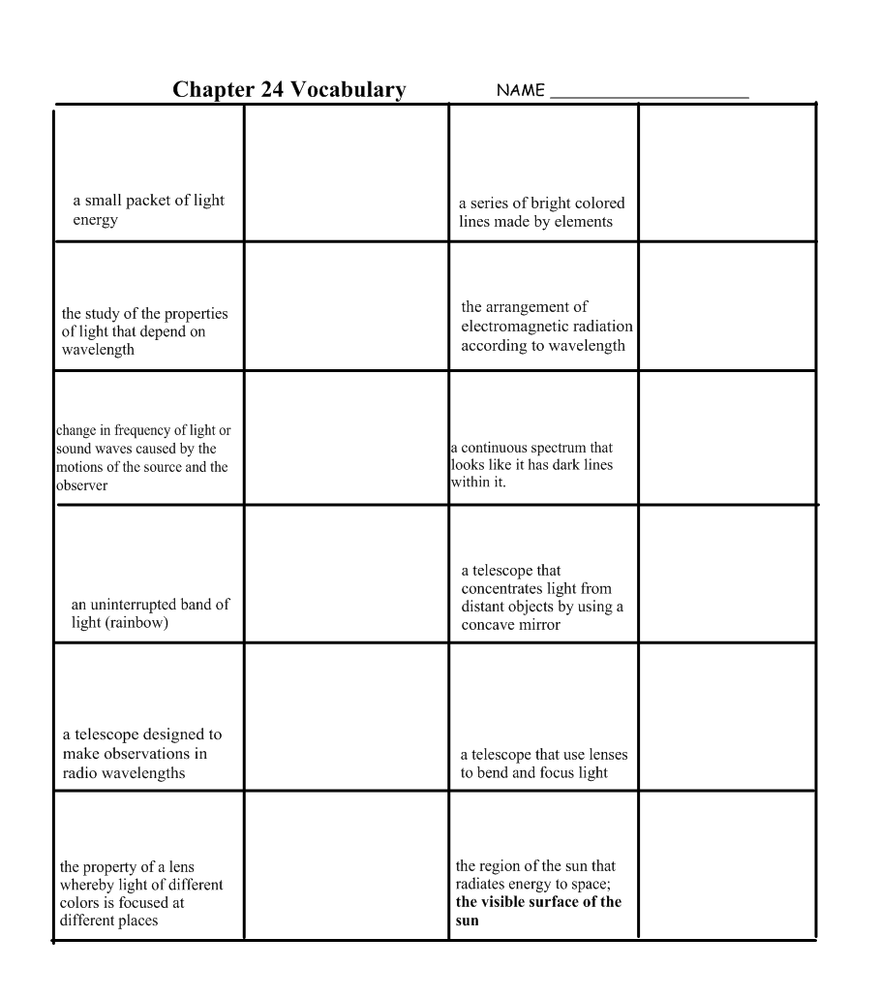 Chapter 24 Vocabulary
NAME
a small packet of light
energy
a series of bright colored
lines made by elements
the study of the properties
of light that depend on
wavelength
the arrangement of
electromagnetic radiation
according to wavelength
change in frequency of light or
sound waves caused by the
motions of the source and the
observer
a continuous spectrum that
looks like it has dark lines
within it.
an uninterrupted band of
light (rainbow)
a telescope that
concentrates light from
distant objects by using a
concave mirror
a telescope designed to
make observations in
radio wavelengths
a telescope that use lenses
to bend and focus light
the property of a lens
whereby light of different
colors is focused at
different places
the region of the sun that
radiates energy to space;
the visible surface of the
sun